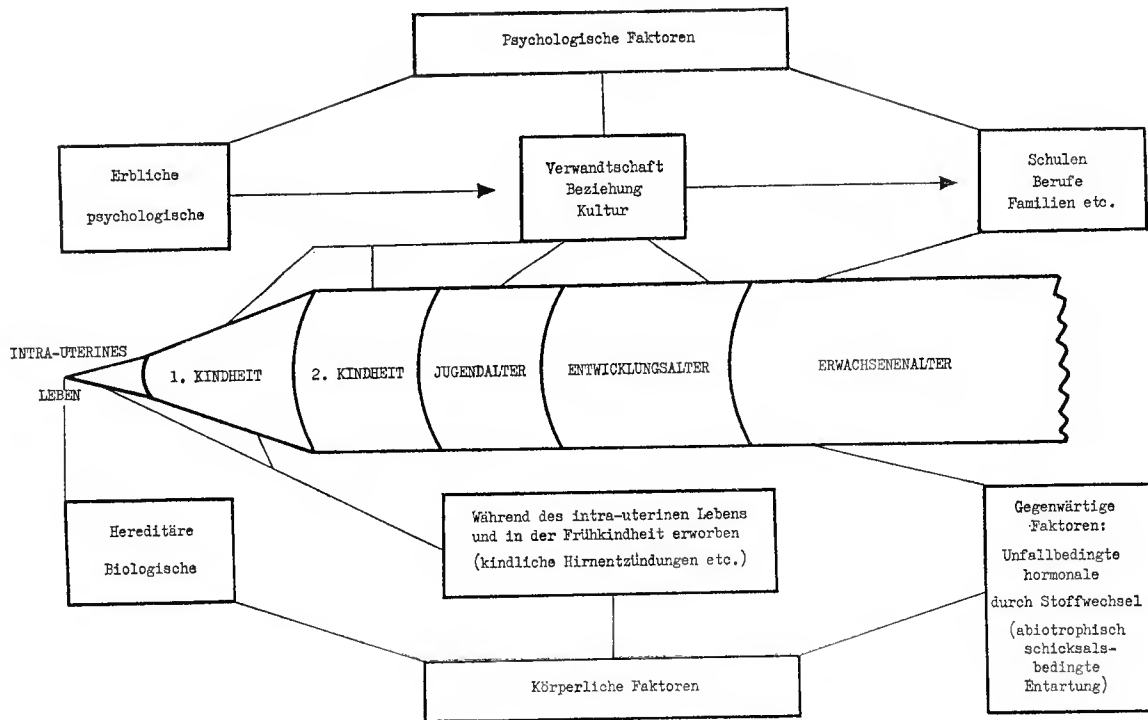 Psychologische Faktoren
Erbliche
psychologische
Verwandtschaft
Beziehung
Kultur
Schulen
Berufe
Familien etc.
INTRA-UTERINES
LEBEN
1. KINDHEIT
2. KINDHEIT
JUGENDALTER
ENTWICKLUNGSALTER
ERWACHSENENALTER
Hereditäre
Biologische
Während des intra-uterinen Lebens
und in der Frühkindheit erworben
(kindliche Hirnentzündungen etc.)
Gegenwärtige
Faktoren:
Unfallbedingte
hormonale
durch Stoffwechsel
(abiotrophisch
schicksals-
bedingte
Entartung)
Körperliche Faktoren